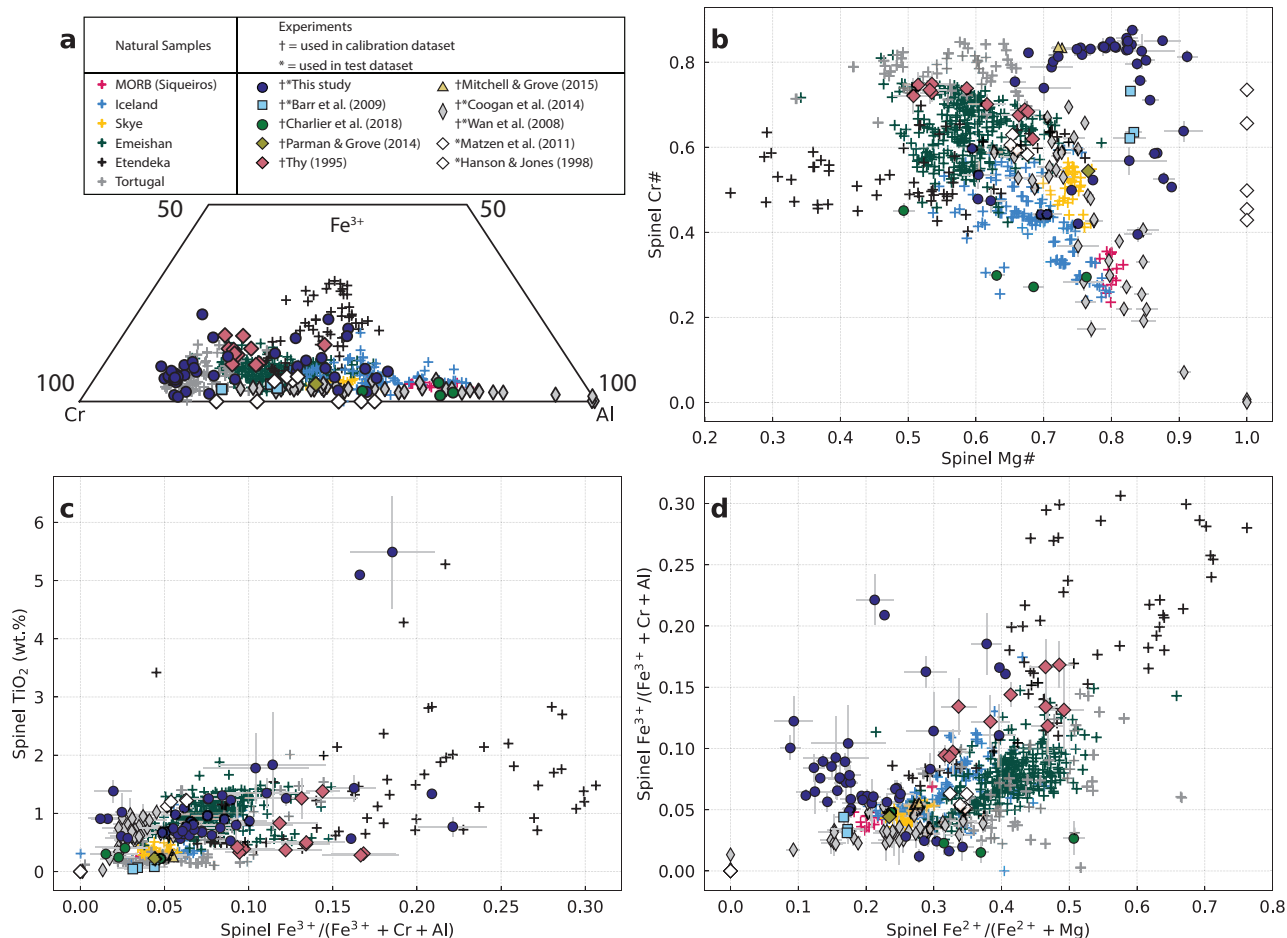 a
Natural Samples
Experiments
† = used in calibration dataset
* = used in test dataset
MORB (Siqueiros)
Iceland
Skye
Emeishan
Etendeka
Tortugal
†*This study
†*Barr et al. (2009)
†Charlier et al. (2018)
†Parman & Grove (2014)
†Thy (1995)
†Mitchell & Grove (2015)
†*Coogan et al. (2014)
†*Wan et al. (2008)
*Matzen et al. (2011)
*Hanson & Jones (1998)
50
50
Fe³⁺
100
100
Cr
Al
b
Spinel Cr#
0.8
0.6
0.4
0.2
0.0
0.2 0.3 0.4 0.5 0.6 0.7 0.8 0.9 1.0
Spinel Mg#
c
Spinel TiO₂ (wt.%)
6
5
4
3
2
1
0
0.00 0.05 0.10 0.15 0.20 0.25 0.30
Spinel Fe³⁺/(Fe³⁺ + Cr + Al)
d
Spinel Fe³⁺/(Fe³⁺ + Cr + Al)
0.30
0.25
0.20
0.15
0.10
0.05
0.00
0.0 0.1 0.2 0.3 0.4 0.5 0.6 0.7 0.8
Spinel Fe²⁺/(Fe²⁺ + Mg)